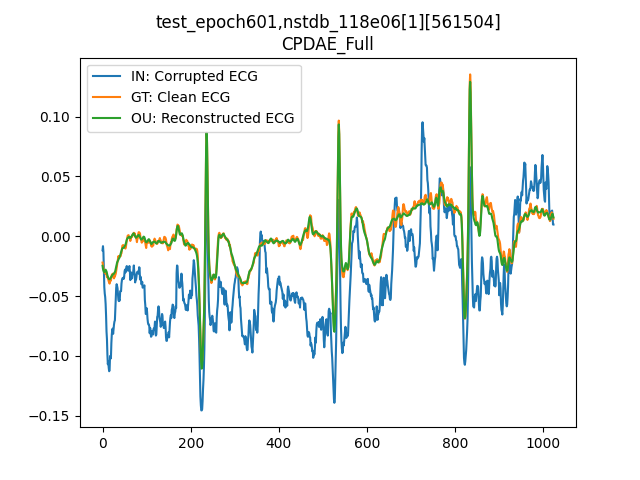 test_epoch601,nstdb_118e06[1][561504]
CPDAE_Full
IN: Corrupted ECG
GT: Clean ECG
OU: Reconstructed ECG
0.10
0.05
0.00
−0.05
−0.10
−0.15
0 200 400 600 800 1000